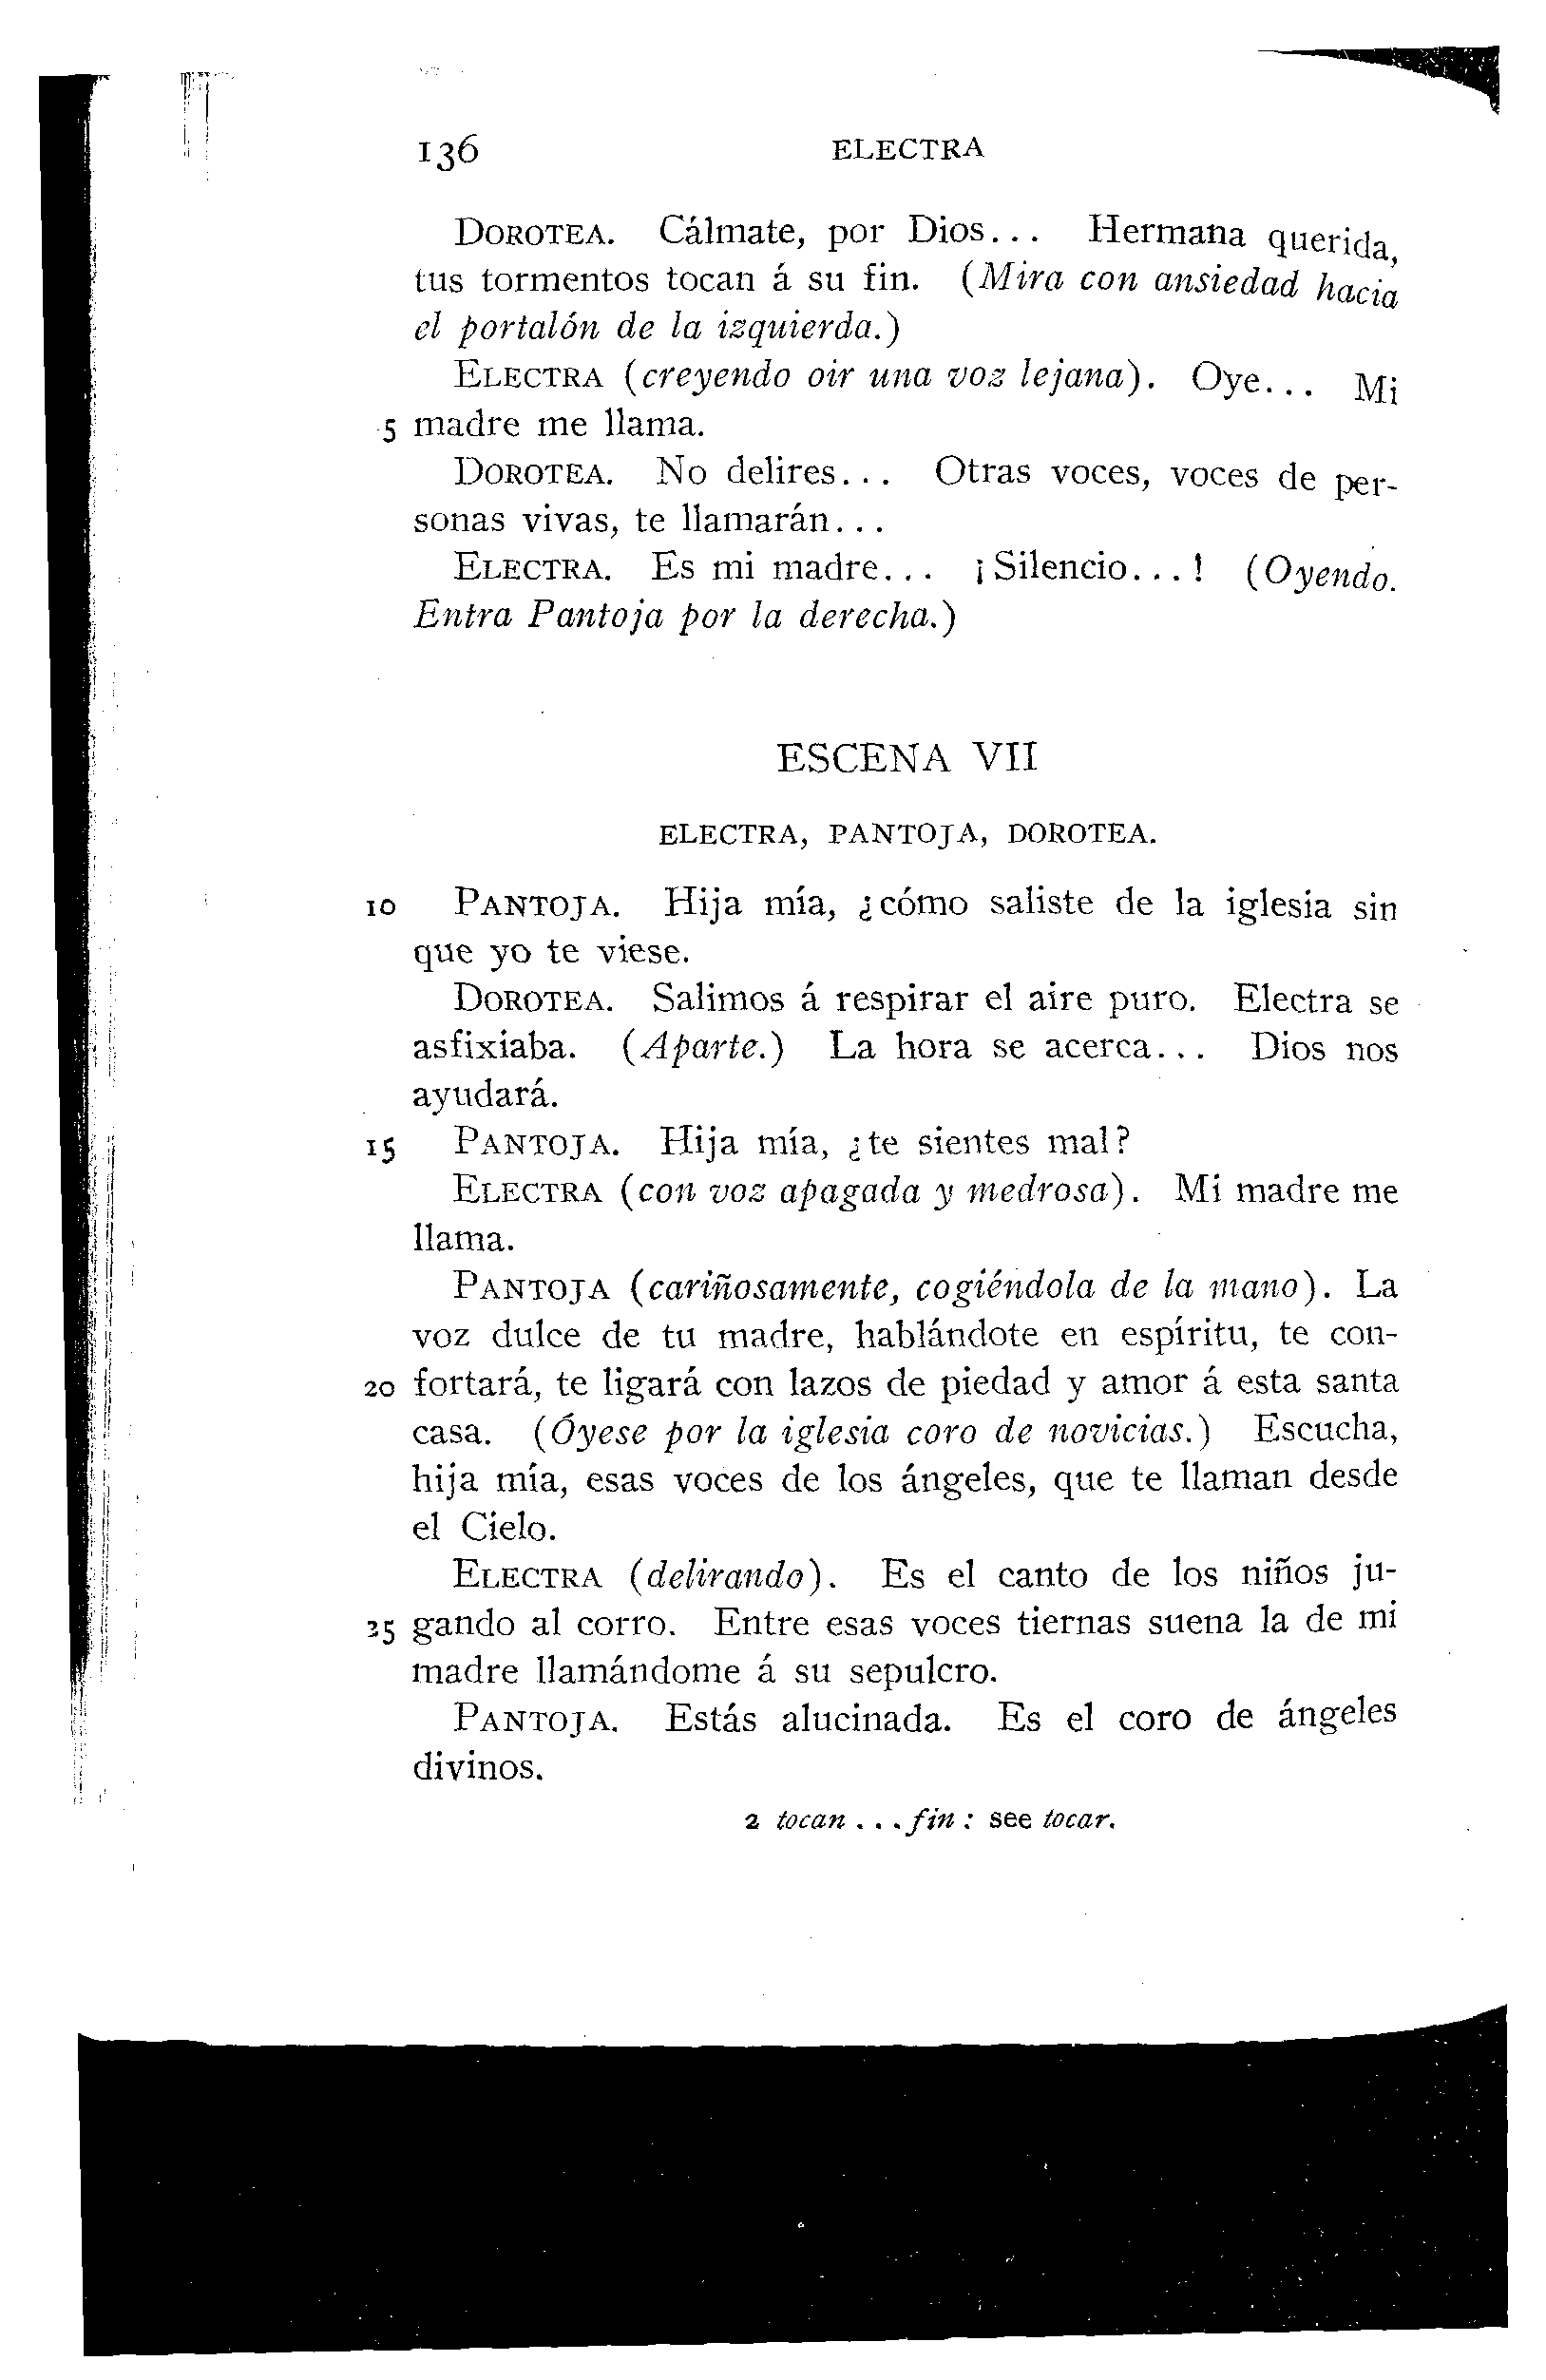 136 ELECTRA
DOROTEA. Cálmate, por Dios... Hermana querida,
tus tormentos tocan á su fin. (Mira con ansiedad hacia
el portalón de la izquierda.)
ELECTRA (creyendo oir una voz lejana). Oye... Mi
5 madre me llama.
DOROTEA. No delires... Otras voces, voces de per-
sonas vivas, te llamarán...
ELECTRA. Es mi madre... ¡Silencio...! (Oyendo.
Entra Pantoja por la derecha.)
ESCENA VII
ELECTRA, PANTOJA, DOROTEA.
10 PANTOJA. Hija mía, ¿cómo saliste de la iglesia sin
que yo te viese.
DOROTEA. Salimos á respirar el aire puro. Electra se
asfixiaba. (Aparte.) La hora se acerca... Dios nos
ayudará.
15 PANTOJA. Hija mía, ¿te sientes mal?
ELECTRA (con voz apagada y medrosa). Mi madre me
llama.
PANTOJA (cariñosamente, cogiéndola de la mano). La
voz dulce de tu madre, hablándote en espíritu, te con-
20 fortará, te ligará con lazos de piedad y amor á esta santa
casa. (Óyese por la iglesia coro de novicias.) Escucha,
hija mía, esas voces de los ángeles, que te llaman desde
el Cielo.
ELECTRA (delirando). Es el canto de los niños ju-
25 gando al corro. Entre esas voces tiernas suena la de mi
madre llamándome á su sepulcro.
PANTOJA. Estás alucinada. Es el coro de ángeles
divinos.
2 tocan ... fin: see tocar.